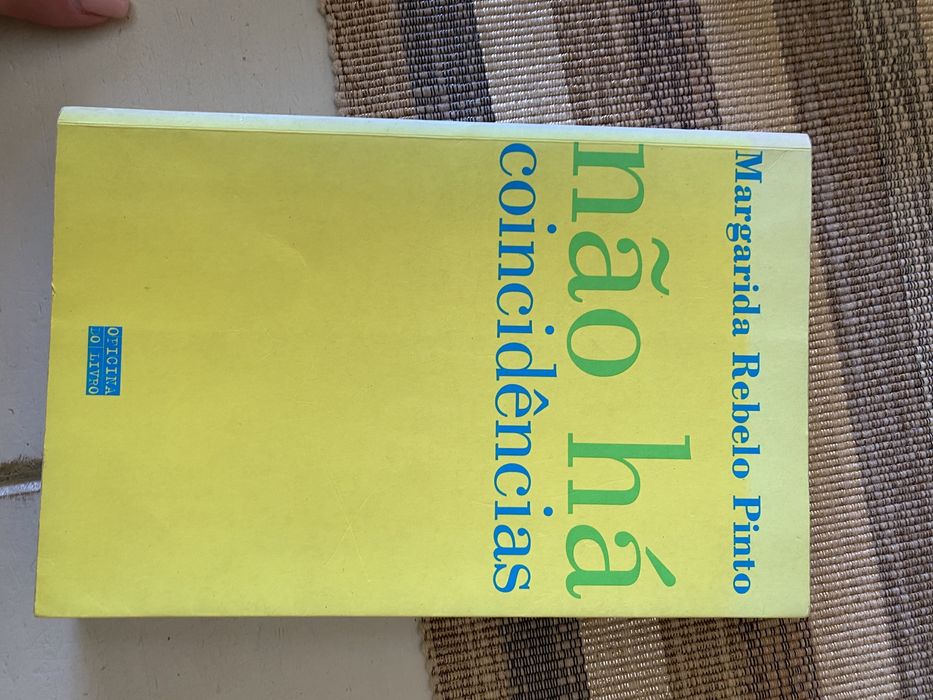 Margarida Rebelo Pinto
não há
coincidências
OFICINA
DO LIVRO